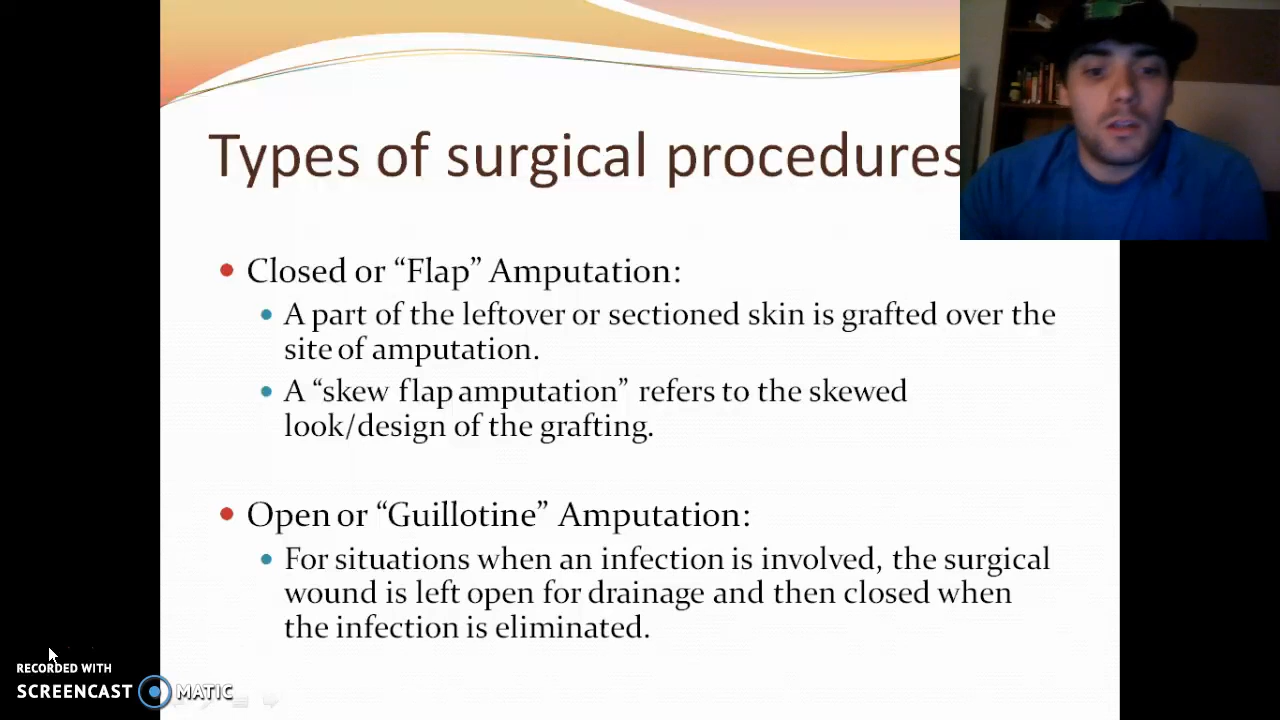 Types of surgical procedures
Closed or “Flap” Amputation:
A part of the leftover or sectioned skin is grafted over the
site of amputation.
A “skew flap amputation” refers to the skewed
look/design of the grafting.
Open or “Guillotine” Amputation:
For situations when an infection is involved, the surgical
wound is left open for drainage and then closed when
the infection is eliminated.
RECORDED WITH
SCREENCAST MATIC